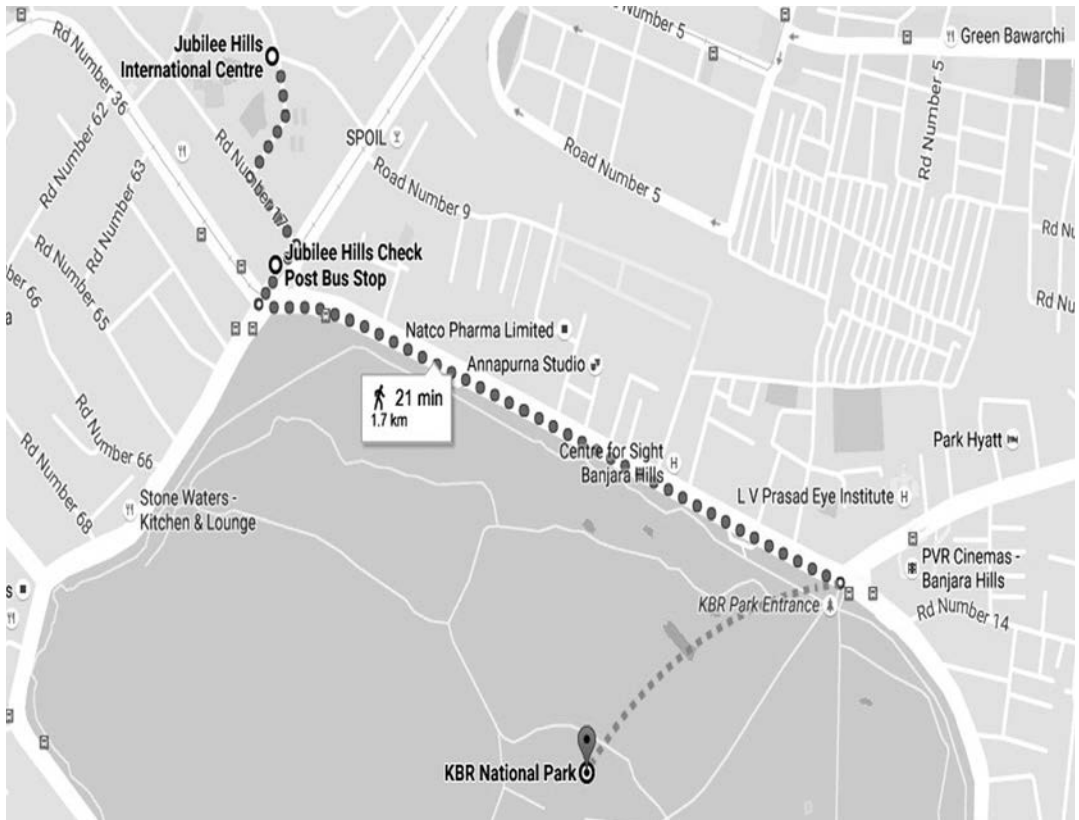 Rd Number 36
Jubilee Hills
International Centre
Rd Number 5
Green Bawarchi
Rd Number 62
Rd Number 63
Rd Number 17
SPOIL
Road Number 5
Rd Number 5
Road Number 9
Rd Number 65
Jubilee Hills Check
Post Bus Stop
Natco Pharma Limited
Annapurna Studio
21 min
1.7 km
Rd Number 66
Rd Number 68
Stone Waters -
Kitchen & Lounge
Centre for Sight
Banjara Hills
Park Hyatt
L V Prasad Eye Institute
PVR Cinemas -
Banjara Hills
KBR Park Entrance
Rd Number 14
KBR National Park